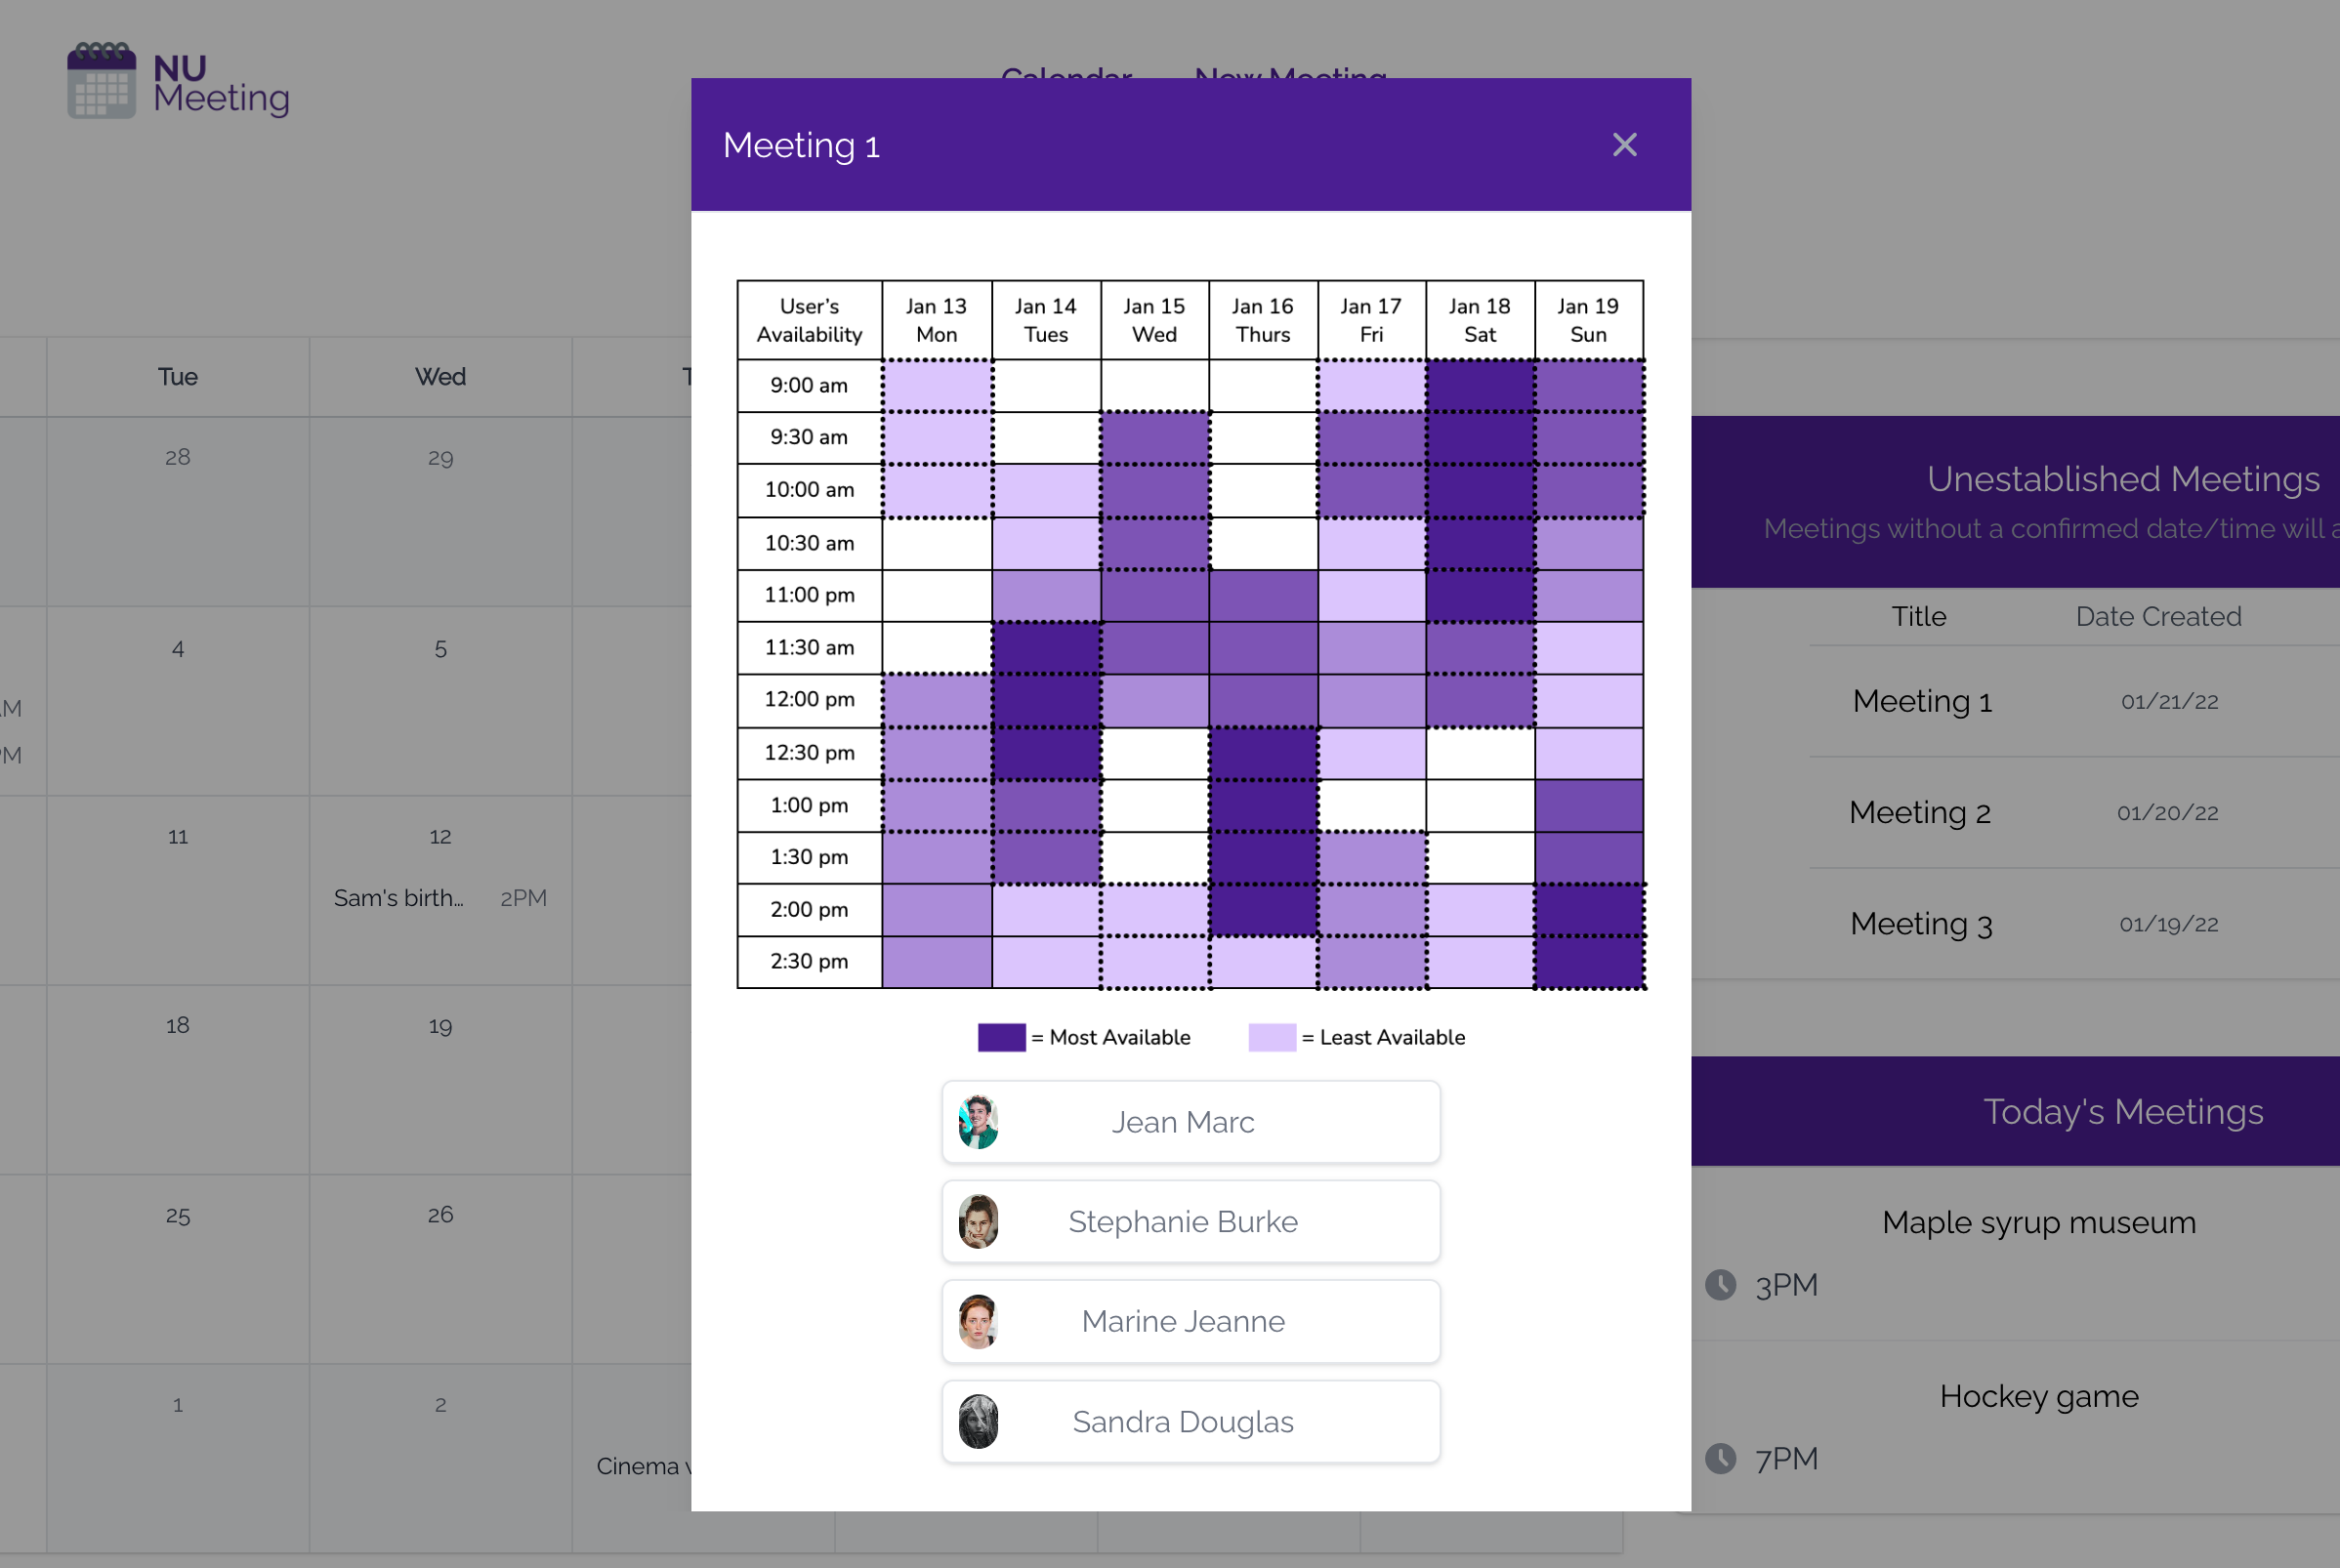 NU
Meeting
Calendar New Meeting
Meeting 1
User's Availability Jan 13 Mon Jan 14 Tues Jan 15 Wed Jan 16 Thurs Jan 17 Fri Jan 18 Sat Jan 19 Sun
9:00 am
9:30 am
10:00 am
10:30 am
11:00 pm
11:30 am
12:00 pm
12:30 pm
1:00 pm
1:30 pm
2:00 pm
2:30 pm
= Most Available = Least Available
Jean Marc
Stephanie Burke
Marine Jeanne
Sandra Douglas
Tue Wed T
28 29
4 5
AM
PM
11 12
Sam's birth... 2PM
18 19
25 26
1 2
Cinema
Unestablished Meetings
Meetings without a confirmed date/time will a
Title Date Created
Meeting 1 01/21/22
Meeting 2 01/20/22
Meeting 3 01/19/22
Today's Meetings
Maple syrup museum
3PM
Hockey game
7PM